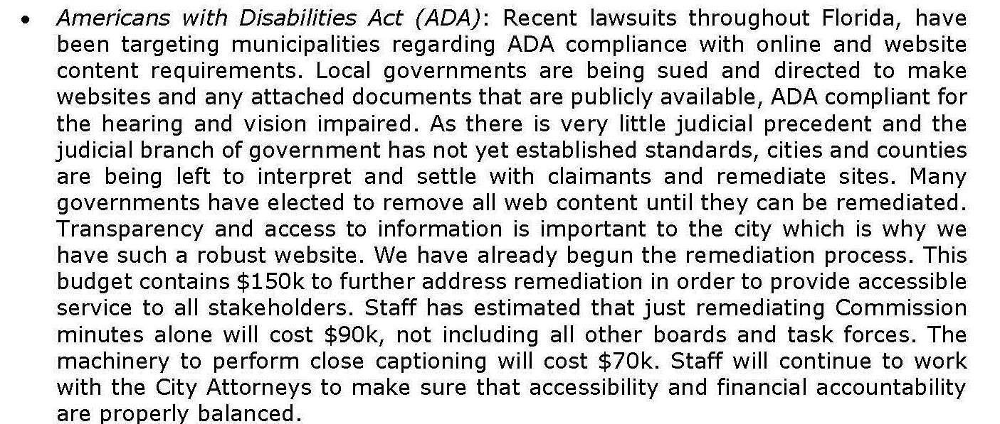 • Americans with Disabilities Act (ADA): Recent lawsuits throughout Florida, have
been targeting municipalities regarding ADA compliance with online and website
content requirements. Local governments are being sued and directed to make
websites and any attached documents that are publicly available, ADA compliant for
the hearing and vision impaired. As there is very little judicial precedent and the
judicial branch of government has not yet established standards, cities and counties
are being left to interpret and settle with claimants and remediate sites. Many
governments have elected to remove all web content until they can be remediated.
Transparency and access to information is important to the city which is why we
have such a robust website. We have already begun the remediation process. This
budget contains $150k to further address remediation in order to provide accessible
service to all stakeholders. Staff has estimated that just remediating Commission
minutes alone will cost $90k, not including all other boards and task forces. The
machinery to perform close captioning will cost $70k. Staff will continue to work
with the City Attorneys to make sure that accessibility and financial accountability
are properly balanced.